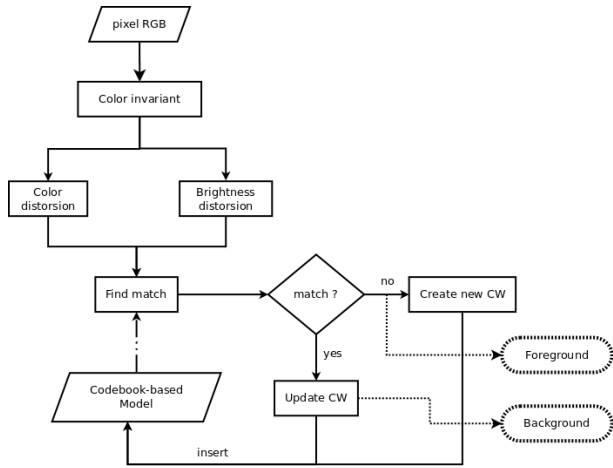 pixel RGB
Color invariant
Color
distorsion
Brightness
distorsion
Find match
match ?
no
Create new CW
yes
Foreground
Codebook-based
Model
Update CW
Background
insert